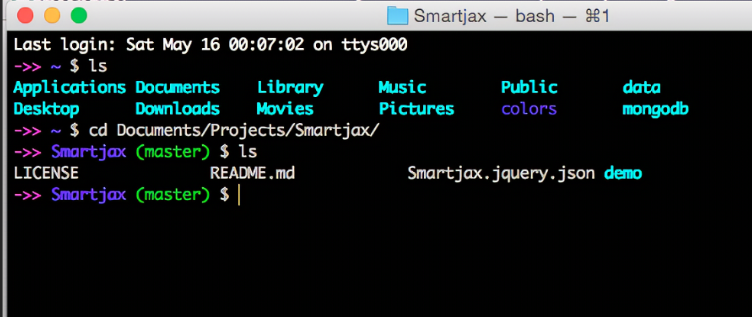 Smartjax — bash — ⌘1
Last login: Sat May 16 00:07:02 on ttys000
->> ~ $ ls
Applications Documents Library Music Public data
Desktop Downloads Movies Pictures colors mongodb
->> ~ $ cd Documents/Projects/Smartjax/
->> Smartjax (master) $ ls
LICENSE README.md Smartjax.jquery.json demo
->> Smartjax (master) $